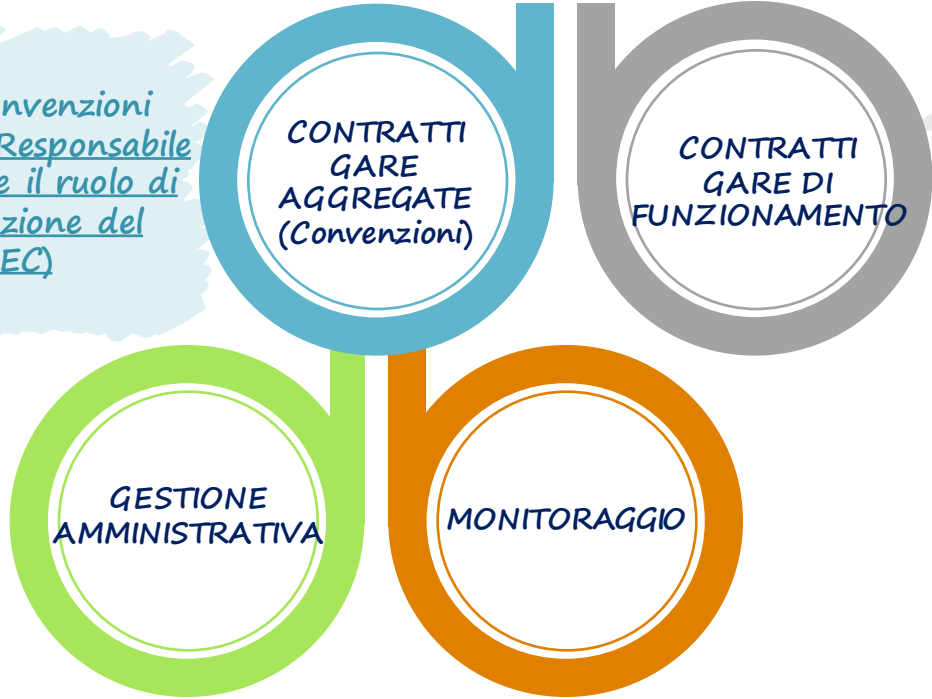 nvenzioni
Responsabile
e il ruolo di
zione del
EC)
CONTRATTI
GARE
AGGREGATE
(Convenzioni)
CONTRATTI
GARE DI
FUNZIONAMENTO
GESTIONE
AMMINISTRATIVA
MONITORAGGIO